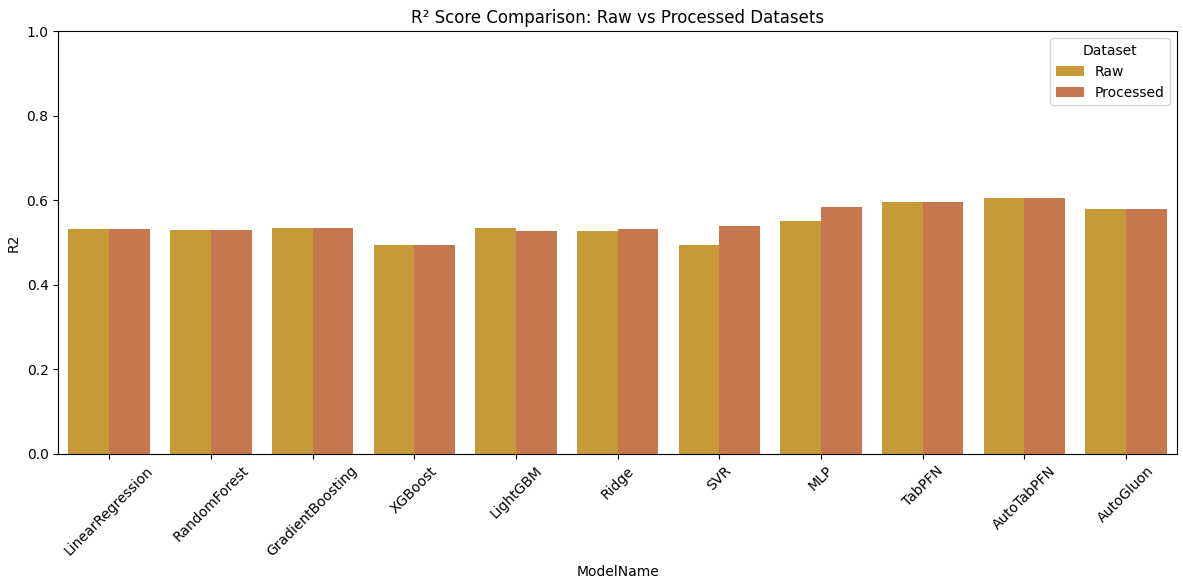 R² Score Comparison: Raw vs Processed Datasets
1.0
0.8
0.6
0.4
0.2
0.0
R2
Dataset
Raw
Processed
LinearRegression
RandomForest
GradientBoosting
XGBoost
LightGBM
Ridge
SVR
MLP
TabPFN
AutoTabPFN
AutoGluon
ModelName